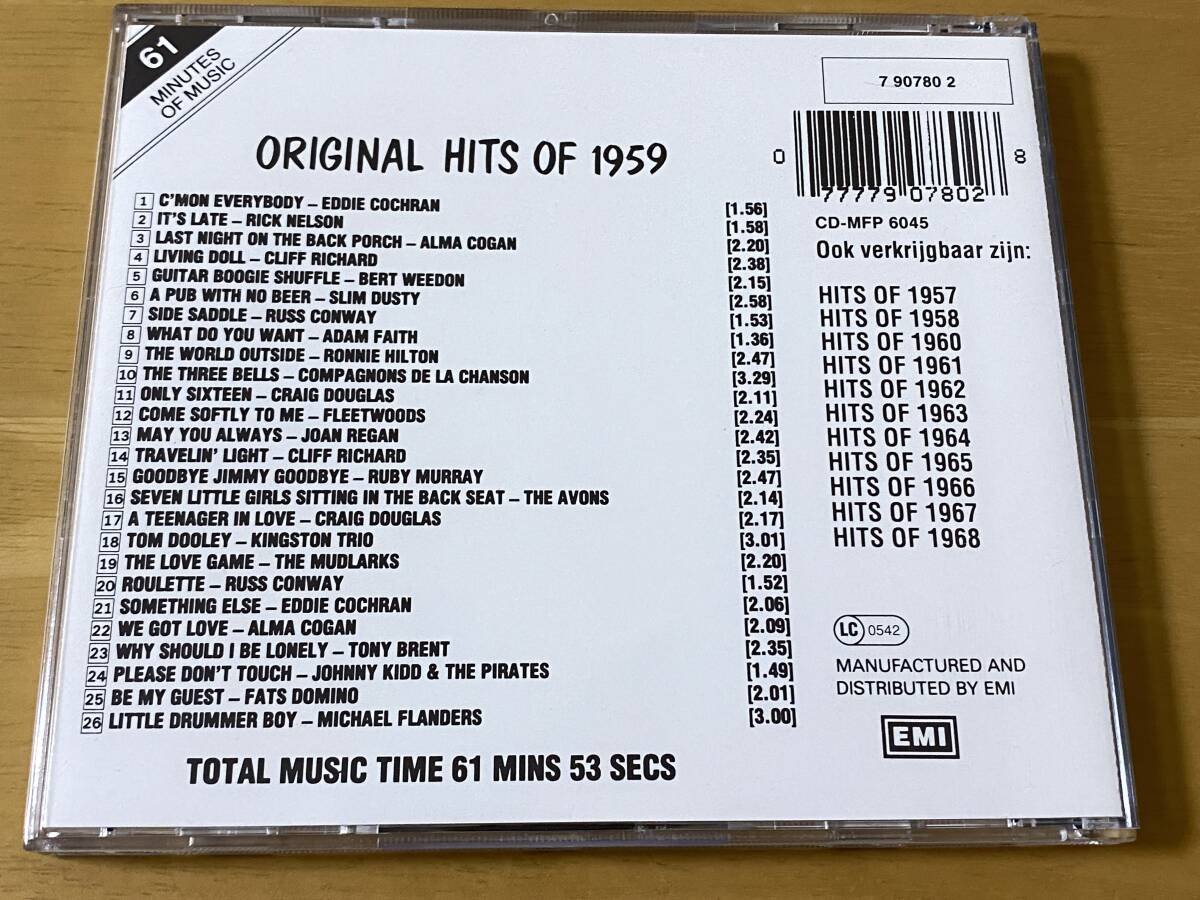 61
MINUTES
OF MUSIC
7 90780 2
0 77779 07802 8
CD-MFP 6045
ORIGINAL HITS OF 1959
1 C'MON EVERYBODY – EDDIE COCHRAN [1.56]
2 IT'S LATE – RICK NELSON [1.58]
3 LAST NIGHT ON THE BACK PORCH – ALMA COGAN [2.20]
4 LIVING DOLL – CLIFF RICHARD [2.38]
5 GUITAR BOOGIE SHUFFLE – BERT WEEDON [2.15]
6 A PUB WITH NO BEER – SLIM DUSTY [2.58]
7 SIDE SADDLE – RUSS CONWAY [1.53]
8 WHAT DO YOU WANT – ADAM FAITH [1.36]
9 THE WORLD OUTSIDE – RONNIE HILTON [2.47]
10 THE THREE BELLS – COMPAGNONS DE LA CHANSON [3.29]
11 ONLY SIXTEEN – CRAIG DOUGLAS [2.11]
12 COME SOFTLY TO ME – FLEETWOODS [2.24]
13 MAY YOU ALWAYS – JOAN REGAN [2.42]
14 TRAVELIN' LIGHT – CLIFF RICHARD [2.35]
15 GOODBYE JIMMY GOODBYE – RUBY MURRAY [2.47]
16 SEVEN LITTLE GIRLS SITTING IN THE BACK SEAT – THE AVONS [2.14]
17 A TEENAGER IN LOVE – CRAIG DOUGLAS [2.17]
18 TOM DOOLEY – KINGSTON TRIO [3.01]
19 THE LOVE GAME – THE MUDLARKS [2.20]
20 ROULETTE – RUSS CONWAY [1.52]
21 SOMETHING ELSE – EDDIE COCHRAN [2.06]
22 WE GOT LOVE – ALMA COGAN [2.09]
23 WHY SHOULD I BE LONELY – TONY BRENT [2.35]
24 PLEASE DON'T TOUCH – JOHNNY KIDD & THE PIRATES [1.49]
25 BE MY GUEST – FATS DOMINO [2.01]
26 LITTLE DRUMMER BOY – MICHAEL FLANDERS [3.00]
TOTAL MUSIC TIME 61 MINS 53 SECS
Ook verkrijgbaar zijn:
HITS OF 1957
HITS OF 1958
HITS OF 1960
HITS OF 1961
HITS OF 1962
HITS OF 1963
HITS OF 1964
HITS OF 1965
HITS OF 1966
HITS OF 1967
HITS OF 1968
LC 0542
MANUFACTURED AND
DISTRIBUTED BY EMI
EMI